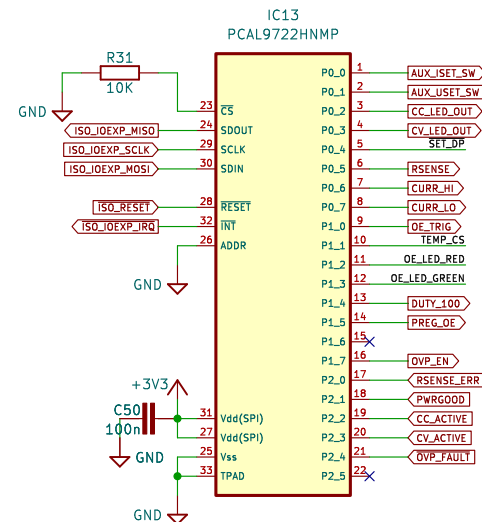 IC13
PCAL9722HNMP
R31
10K
GND
23 CS
ISO_IOEXP_MISO 24 SDOUT
ISO_IOEXP_SCLK 29 SCLK
ISO_IOEXP_MOSI 30 SDIN
ISO_RESET 28 RESET
ISO_IOEXP_IRQ 32 INT
26 ADDR
GND
+3V3
C50
100n
GND
31 Vdd(SPI)
27 Vdd(SPI)
25 Vss
33 TPAD
GND
P0_0 1 AUX_ISET_SW
P0_1 2 AUX_USET_SW
P0_2 3 CC_LED_OUT
P0_3 4 CV_LED_OUT
P0_4 5 SET_DP
P0_5 6 RSENSE
P0_6 7 CURR_HI
P0_7 8 CURR_LO
P1_0 9 OE_TRIG
P1_1 10 TEMP_CS
P1_2 11 OE_LED_RED
P1_3 12 OE_LED_GREEN
P1_4 13 DUTY_100
P1_5 14 PREG_OE
P1_6 15
P1_7 16 OVP_EN
P2_0 17 RSENSE_ERR
P2_1 18 PWRGOOD
P2_2 19 CC_ACTIVE
P2_3 20 CV_ACTIVE
P2_4 21 OVP_FAULT
P2_5 22